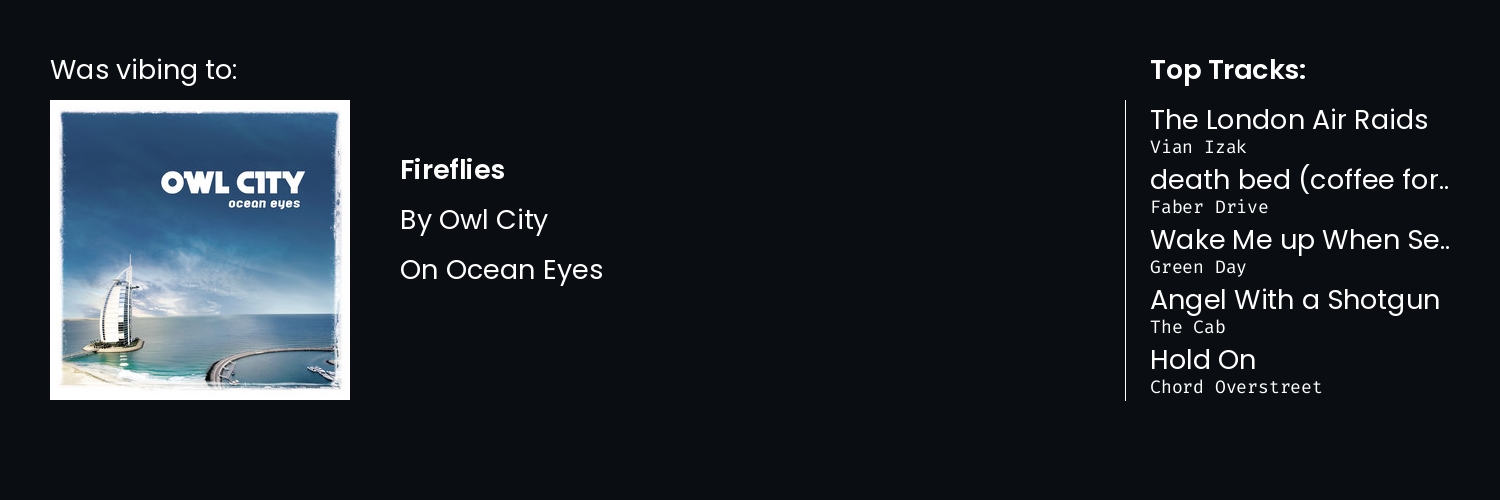 Was vibing to:
OWL CITY
ocean eyes
Fireflies
By Owl City
On Ocean Eyes
Top Tracks:
The London Air Raids
Vian Izak
death bed (coffee for..
Faber Drive
Wake Me up When Se..
Green Day
Angel With a Shotgun
The Cab
Hold On
Chord Overstreet